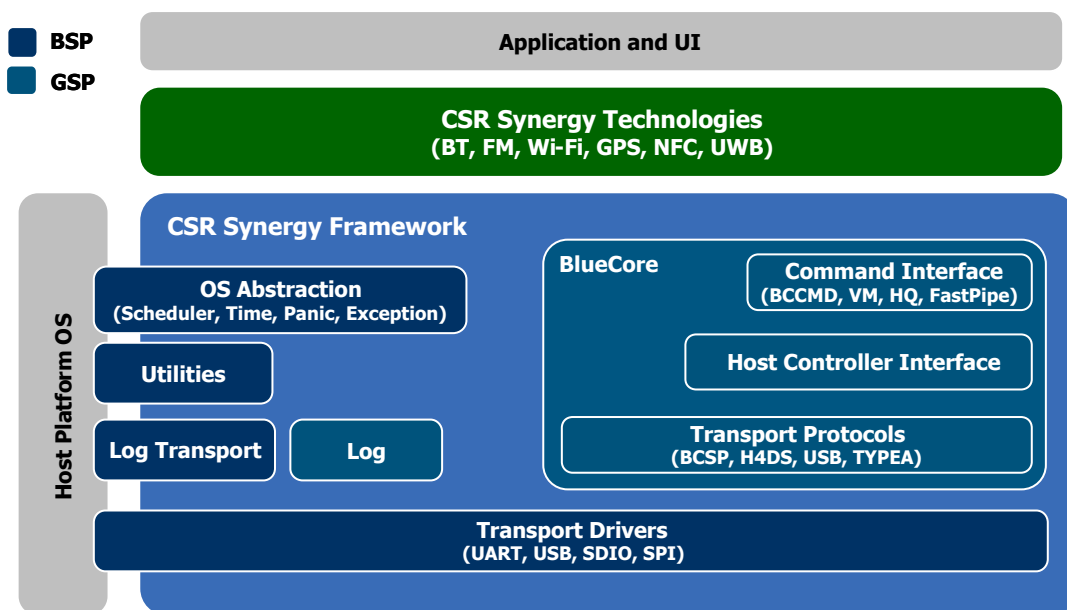 BSP
GSP
Application and UI
CSR Synergy Technologies
(BT, FM, Wi-Fi, GPS, NFC, UWB)
Host Platform OS
CSR Synergy Framework
OS Abstraction
(Scheduler, Time, Panic, Exception)
Utilities
Log Transport
Log
BlueCore
Command Interface
(BCCMD, VM, HQ, FastPipe)
Host Controller Interface
Transport Protocols
(BCSP, H4DS, USB, TYPEA)
Transport Drivers
(UART, USB, SDIO, SPI)